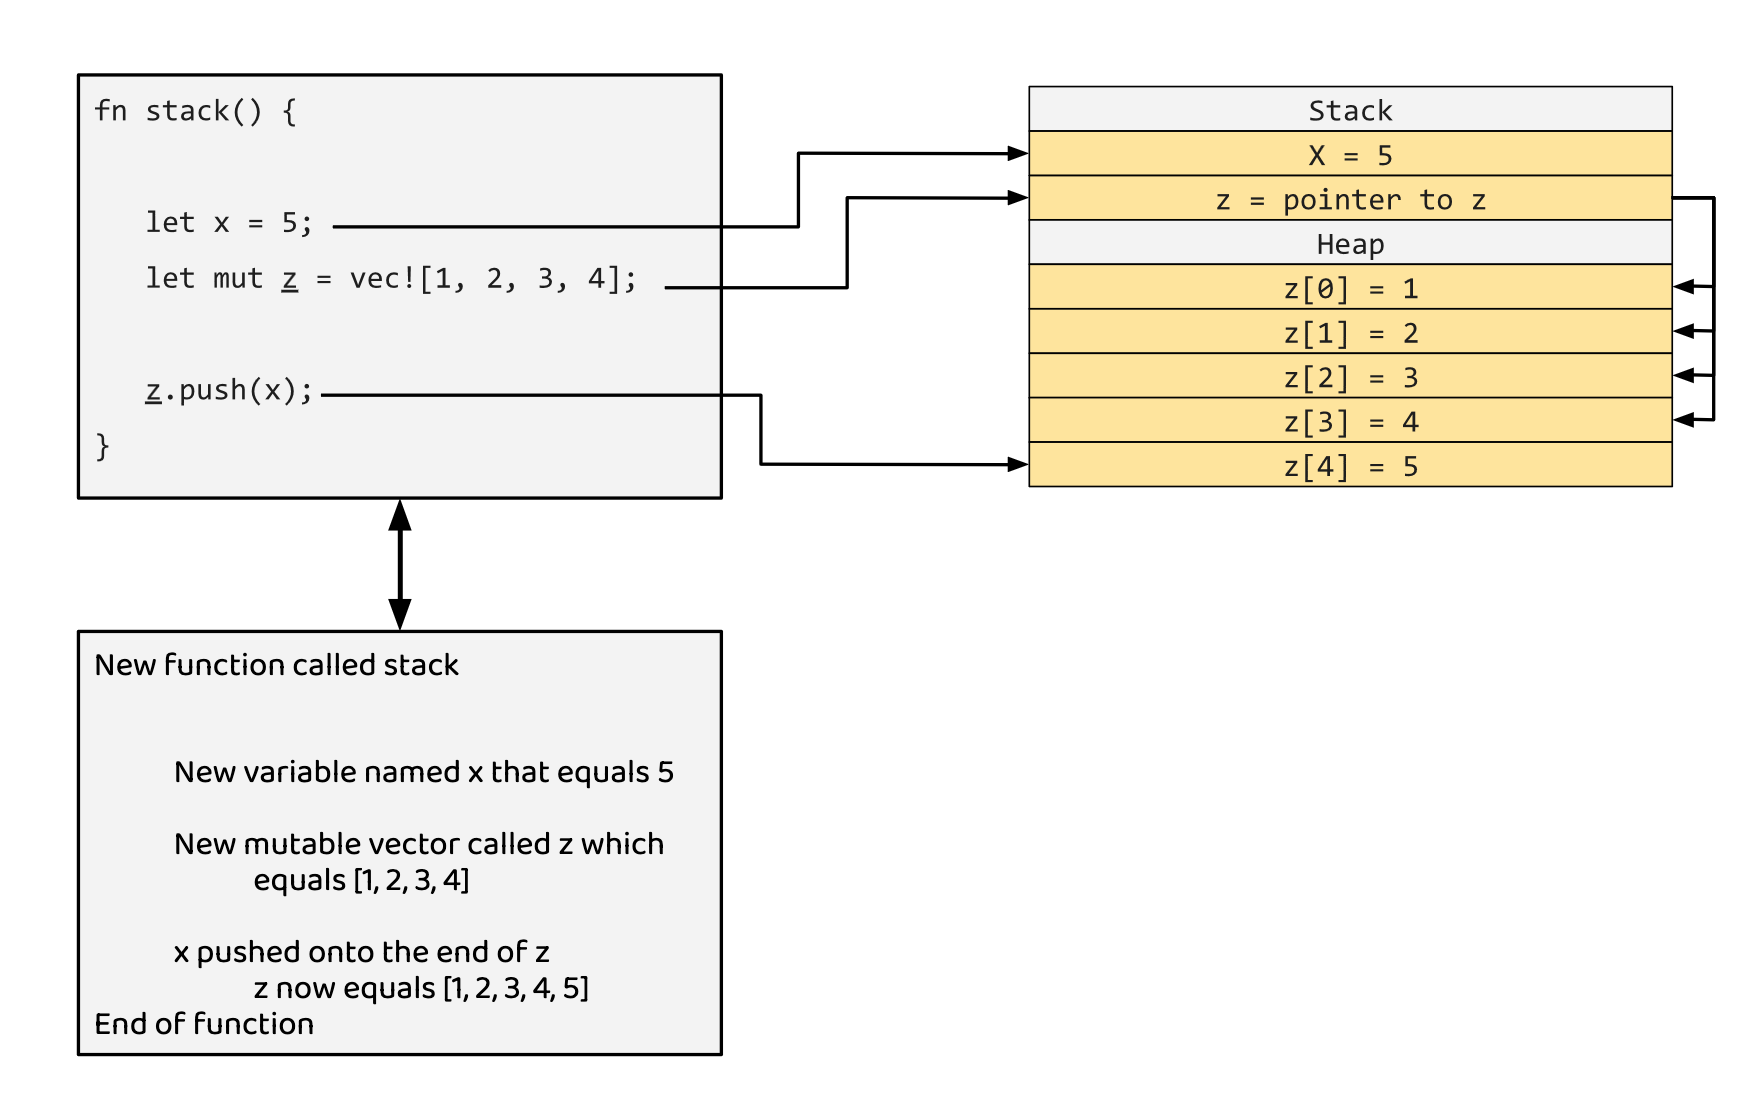 fn stack() {
let x = 5;
let mut z = vec![1, 2, 3, 4];
z.push(x);
}
Stack
X = 5
z = pointer to z
Heap
z[0] = 1
z[1] = 2
z[2] = 3
z[3] = 4
z[4] = 5
New function called stack
New variable named x that equals 5
New mutable vector called z which
equals [1, 2, 3, 4]
x pushed onto the end of z
z now equals [1, 2, 3, 4, 5]
End of function